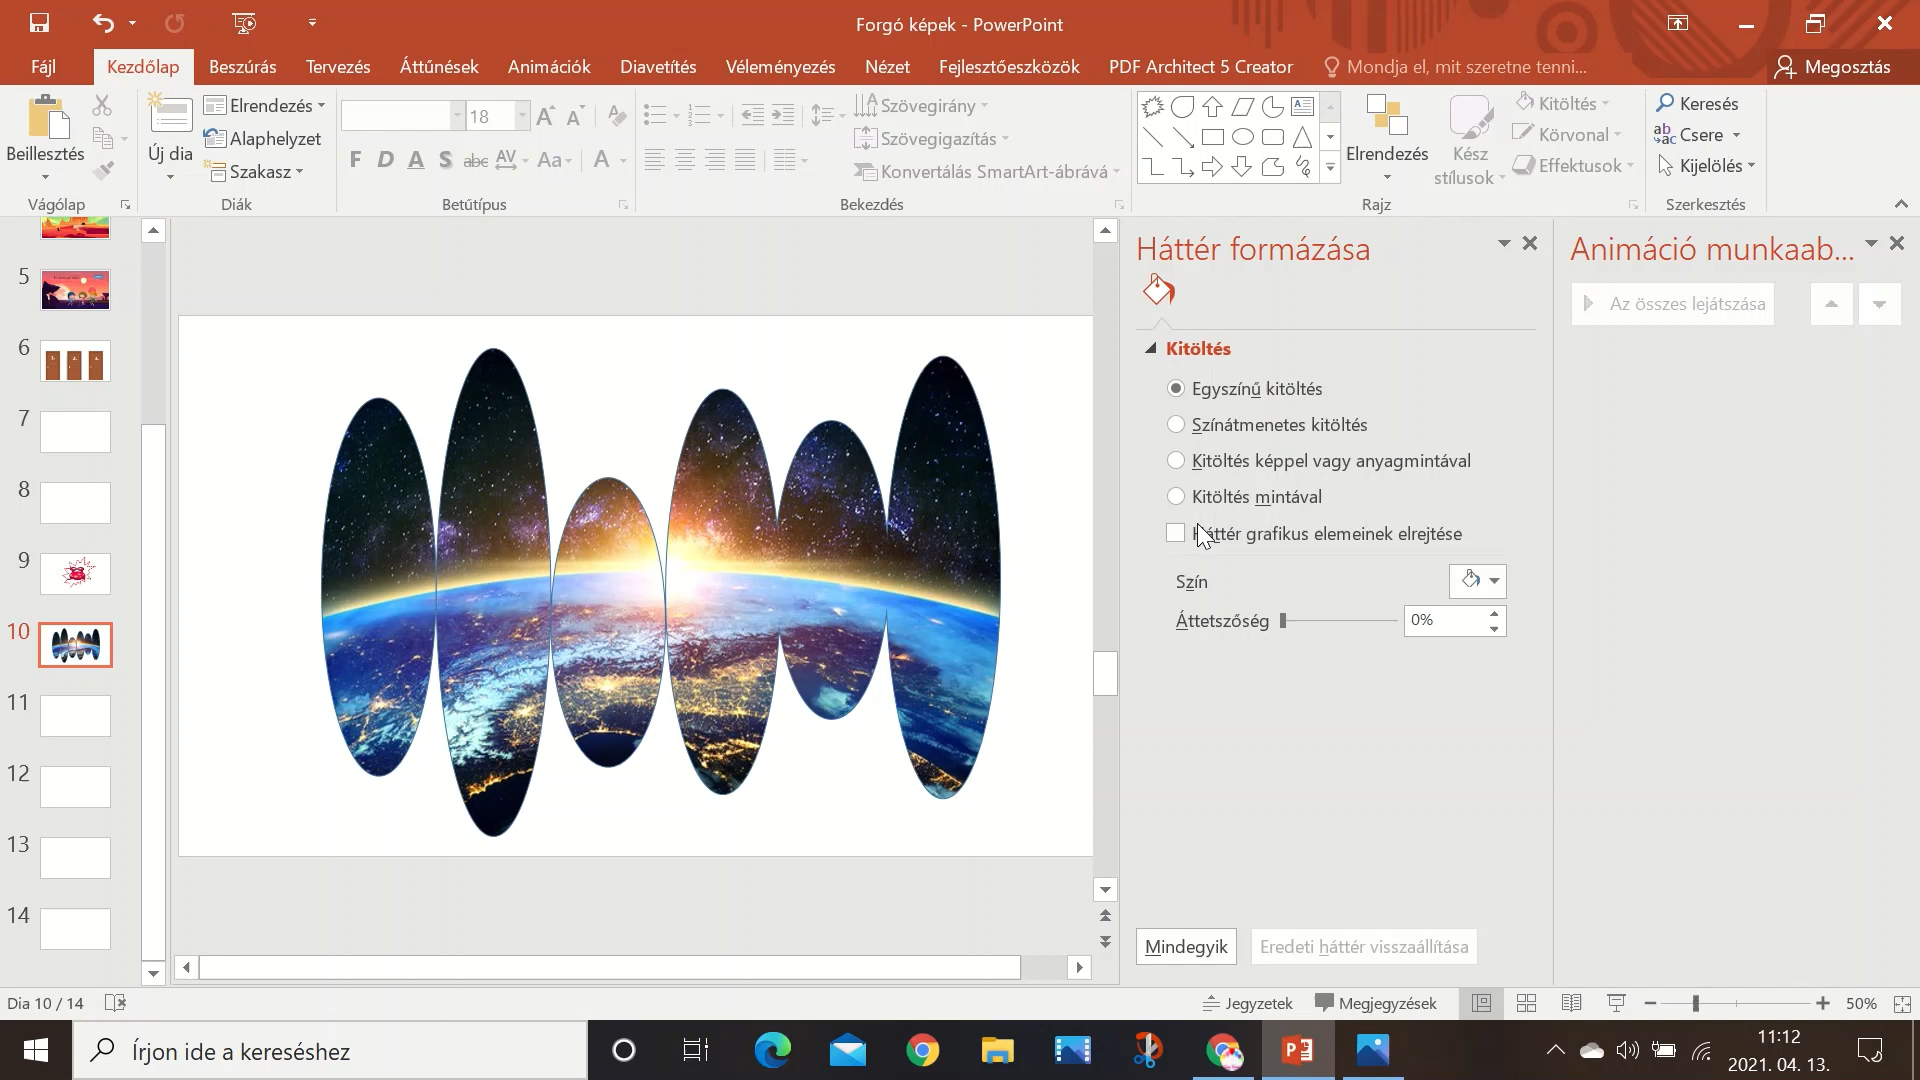 Forgó képek - PowerPoint
Fájl Kezdőlap Beszúrás Tervezés Áttűnések Animációk Diavetítés Véleményezés Nézet Fejlesztőeszközök PDF Architect 5 Creator Mondja el, mit szeretne tenni... Megosztás
Beillesztés
Vágólap
Új dia
Elrendezés
Alaphelyzet
Szakasz
Diák
18
F D A S abc AV Aa A
Betűtípus
Szövegirány
Szövegigazítás
Konvertálás SmartArt-ábrává
Bekezdés
Elrendezés
Kész stílusok
Kitöltés
Körvonal
Effektusok
Rajz
Keresés
Csere
Kijelölés
Szerkesztés
5
6
7
8
9
10
11
12
13
14
Háttér formázása
Kitöltés
Egyszínű kitöltés
Színátmenetes kitöltés
Kitöltés képpel vagy anyagmintával
Kitöltés mintával
Háttér grafikus elemeinek elrejtése
Szín
Áttetszőség 0%
Mindegyik Eredeti háttér visszaállítása
Animáció munkaab...
Az összes lejátszása
Dia 10 / 14 Jegyzetek Megjegyzések 50%
Írjon ide a kereséshez
11:12
2021. 04. 13.